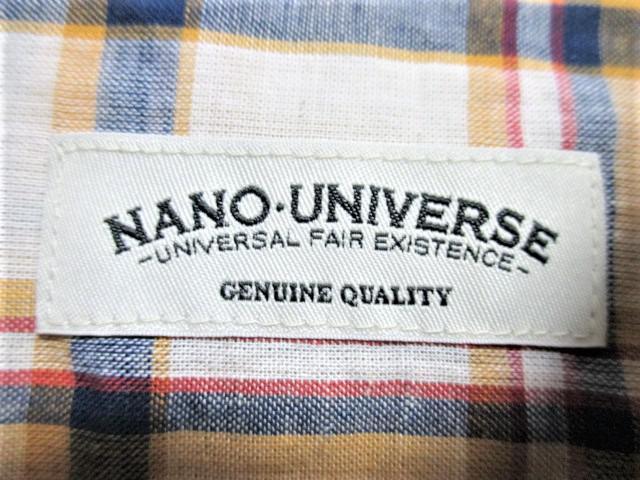 NANO·UNIVERSE
-UNIVERSAL FAIR EXISTENCE-
GENUINE QUALITY